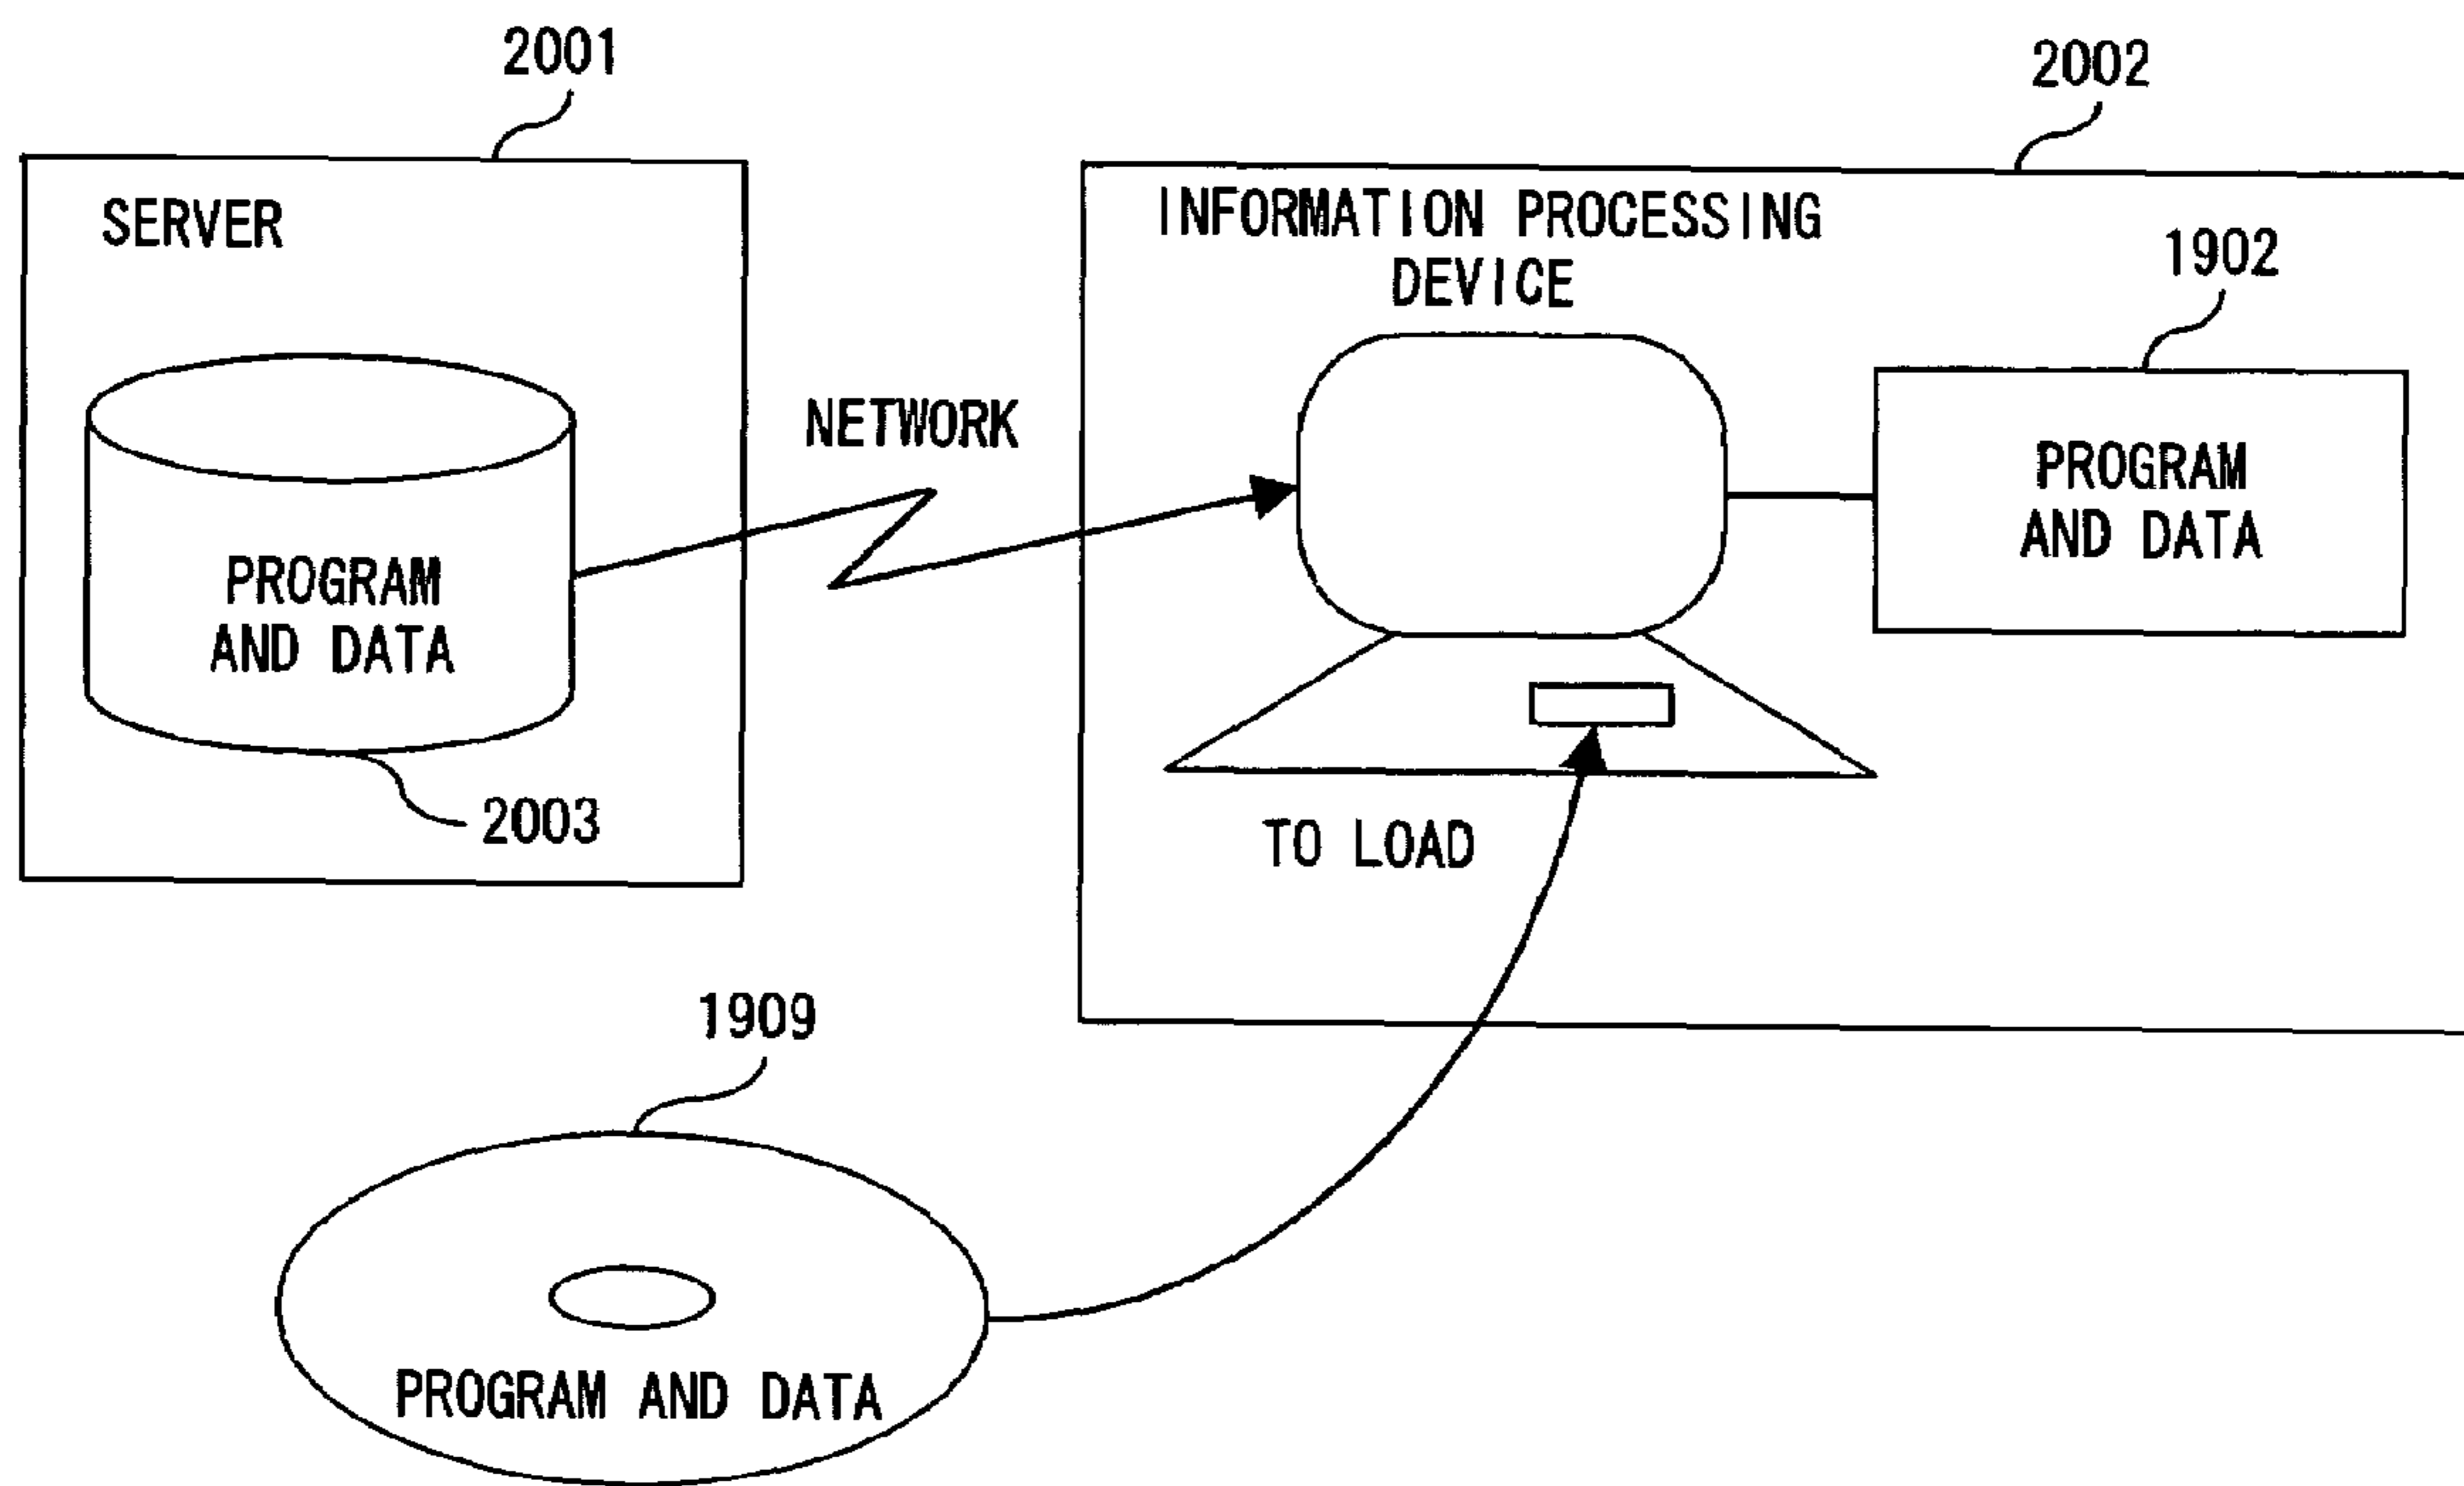 2001
2002
SERVER
INFORMATION PROCESSING
DEVICE
1902
NETWORK
PROGRAM
AND DATA
PROGRAM
AND DATA
2003
TO LOAD
1909
PROGRAM AND DATA